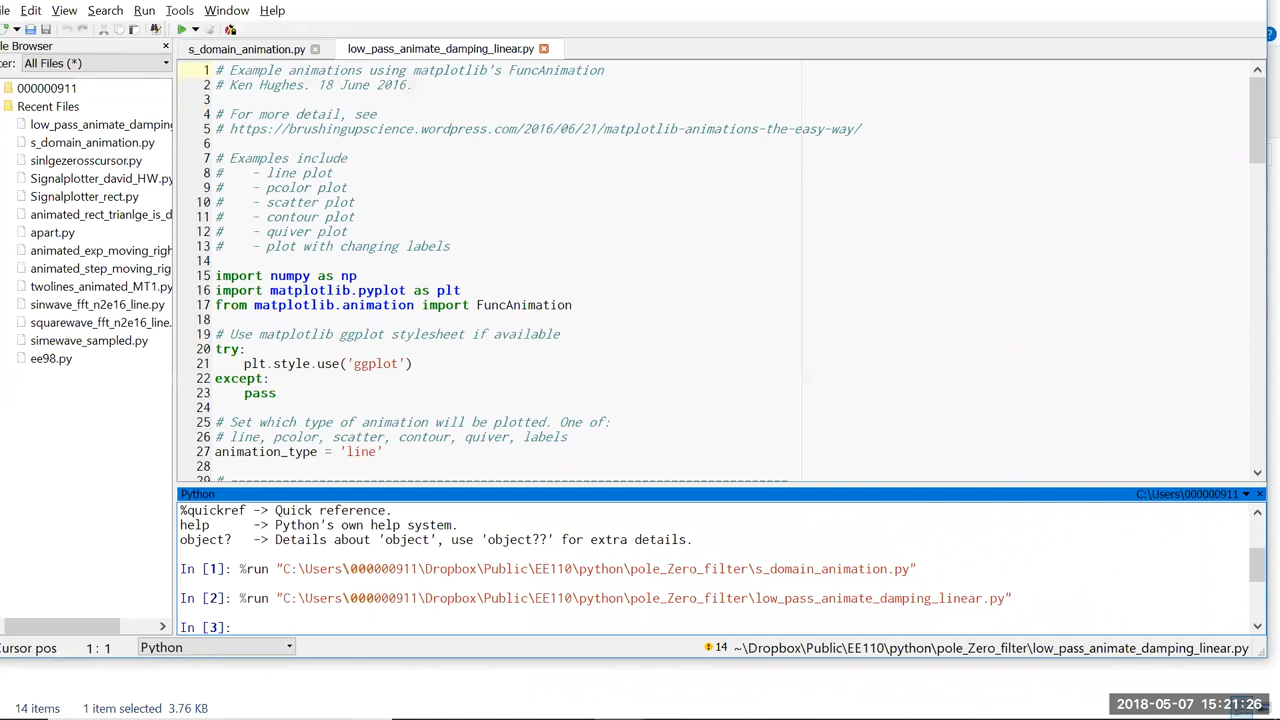 ile Edit View Search Run Tools Window Help
le Browser
s_domain_animation.py low_pass_animate_damping_linear.py
ter: All Files (*)
000000911
Recent Files
low_pass_animate_damping
s_domain_animation.py
sinlgezerosscursor.py
Signalplotter_david_HW.py
Signalplotter_rect.py
animated_rect_trianlge_is_d
apart.py
animated_exp_moving_righ
animated_step_moving_rig
twolines_animated_MT1.py
sinwave_fft_n2e16_line.py
squarewave_fft_n2e16_line.
simewave_sampled.py
ee98.py
1 # Example animations using matplotlib's FuncAnimation
2 # Ken Hughes. 18 June 2016.
3
4 # For more detail, see
5 # https://brushingupscience.wordpress.com/2016/06/21/matplotlib-animations-the-easy-way/
6
7 # Examples include
8 # - line plot
9 # - pcolor plot
10 # - scatter plot
11 # - contour plot
12 # - quiver plot
13 # - plot with changing labels
14
15 import numpy as np
16 import matplotlib.pyplot as plt
17 from matplotlib.animation import FuncAnimation
18
19 # Use matplotlib ggplot stylesheet if available
20 try:
21 plt.style.use('ggplot')
22 except:
23 pass
24
25 # Set which type of animation will be plotted. One of:
26 # line, pcolor, scatter, contour, quiver, labels
27 animation_type = 'line'
28
29 # ----------------------------------------------------------------------------
Python C:\Users\000000911
%quickref -> Quick reference.
help -> Python's own help system.
object? -> Details about 'object', use 'object??' for extra details.
In [1]: %run "C:\Users\000000911\Dropbox\Public\EE110\python\pole_Zero_filter\s_domain_animation.py"
In [2]: %run "C:\Users\000000911\Dropbox\Public\EE110\python\pole_Zero_filter\low_pass_animate_damping_linear.py"
In [3]:
Cursor pos 1: 1 Python 14 ~\Dropbox\Public\EE110\python\pole_Zero_filter\low_pass_animate_damping_linear.py
14 items 1 item selected 3.76 KB
2018-05-07 15:21:26